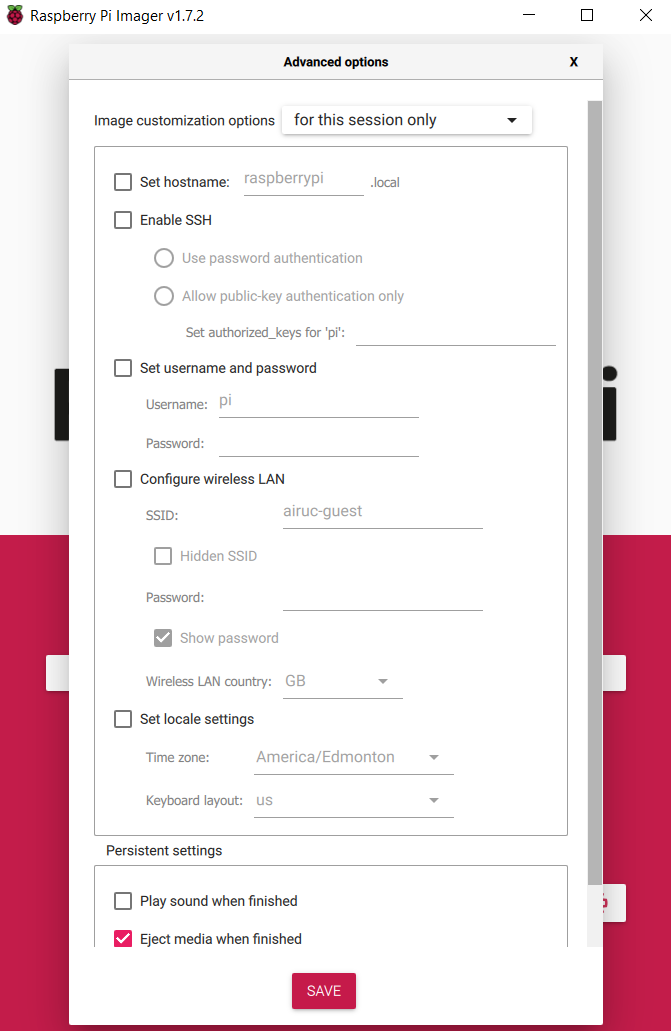 Raspberry Pi Imager v1.7.2
Advanced options
X
Image customization options for this session only
Set hostname: raspberrypi .local
Enable SSH
Use password authentication
Allow public-key authentication only
Set authorized_keys for 'pi':
Set username and password
Username: pi
Password:
Configure wireless LAN
SSID: airuc-guest
Hidden SSID
Password:
Show password
Wireless LAN country: GB
Set locale settings
Time zone: America/Edmonton
Keyboard layout: us
Persistent settings
Play sound when finished
Eject media when finished
SAVE